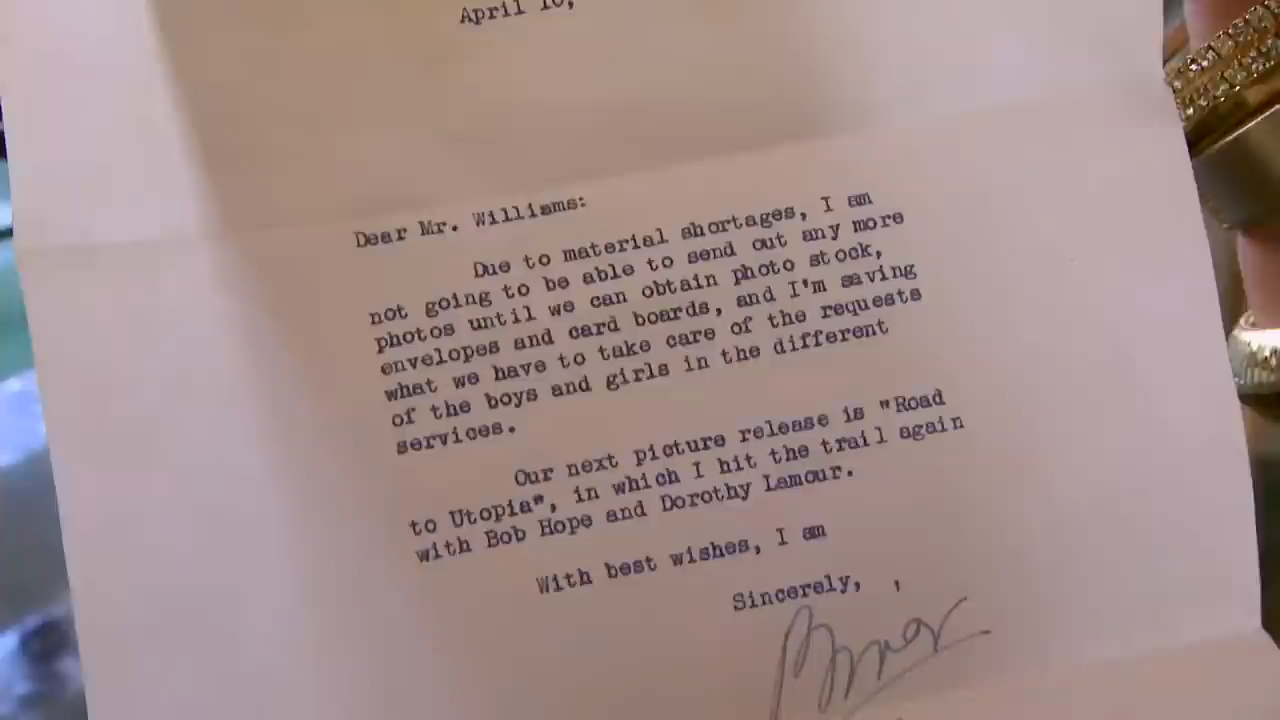 April 10,
Dear Mr. Williams:
Due to material shortages, I am
not going to be able to send out any more
photos until we can obtain photo stock,
envelopes and card boards, and I'm saving
what we have to take care of the requests
of the boys and girls in the different
services.
Our next picture release is "Road
to Utopia", in which I hit the trail again
with Bob Hope and Dorothy Lamour.
With best wishes, I am
Sincerely,